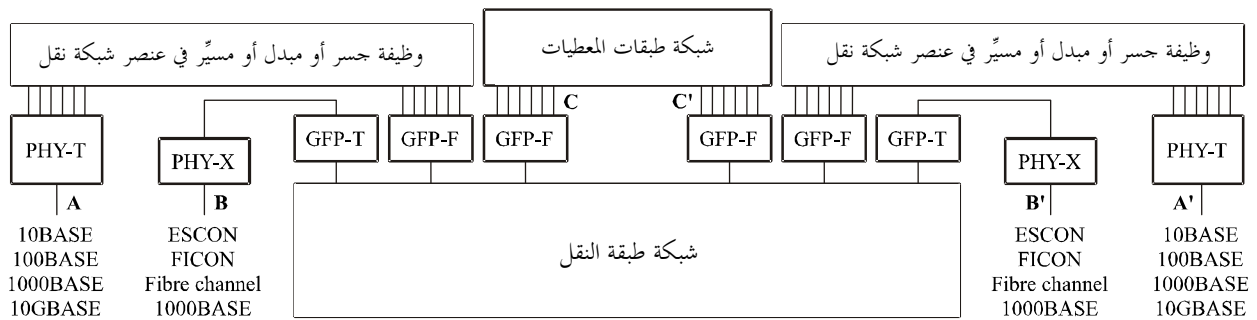 وظيفة جسر أو مبدل أو مسيِّر في عنصر شبكة نقل
شبكة طبقات المعطيات
وظيفة جسر أو مبدل أو مسيِّر في عنصر شبكة نقل
C
C'
PHY-T
PHY-X
GFP-T
GFP-F
GFP-F
GFP-F
GFP-F
GFP-T
PHY-X
PHY-T
A
B
B'
A'
شبكة طبقة النقل
10BASE
100BASE
1000BASE
10GBASE
ESCON
FICON
Fibre channel
1000BASE
ESCON
FICON
Fibre channel
1000BASE
10BASE
100BASE
1000BASE
10GBASE